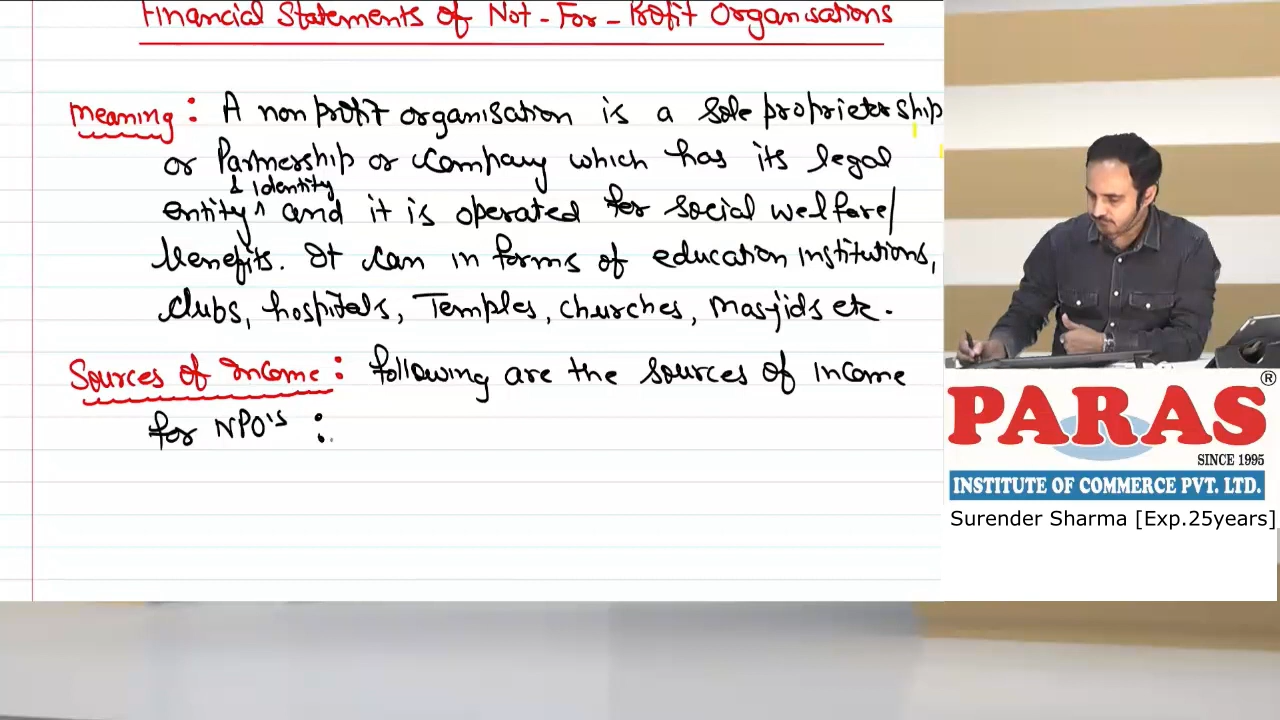 Financial Statements of Not-For-Profit Organisations
Meaning : A non profit organisation is a sole proprietorship
or Partnership or Company which has its legal
& Identity
entity ^ and it is operated for social welfare/
benefits. It can in forms of education institutions,
clubs, hospitals, Temples, churches, Masjids etc.
Sources of Income : following are the sources of income
for NPO's :
PARAS ®
SINCE 1995
INSTITUTE OF COMMERCE PVT. LTD.
Surender Sharma [Exp.25years]